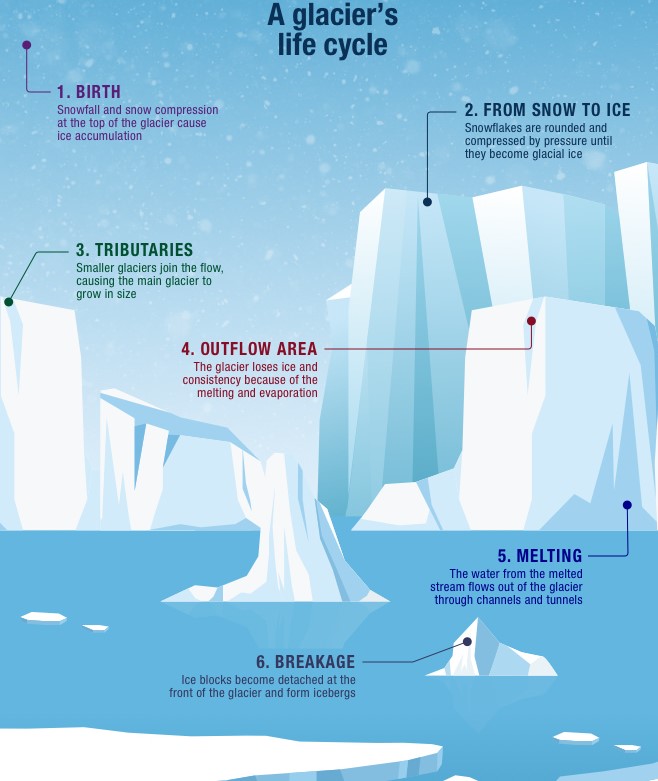 A glacier's
life cycle
1. BIRTH
Snowfall and snow compression
at the top of the glacier cause
ice accumulation
2. FROM SNOW TO ICE
Snowflakes are rounded and
compressed by pressure until
they become glacial ice
3. TRIBUTARIES
Smaller glaciers join the flow,
causing the main glacier to
grow in size
4. OUTFLOW AREA
The glacier loses ice and
consistency because of the
melting and evaporation
5. MELTING
The water from the melted
stream flows out of the glacier
through channels and tunnels
6. BREAKAGE
Ice blocks become detached at the
front of the glacier and form icebergs